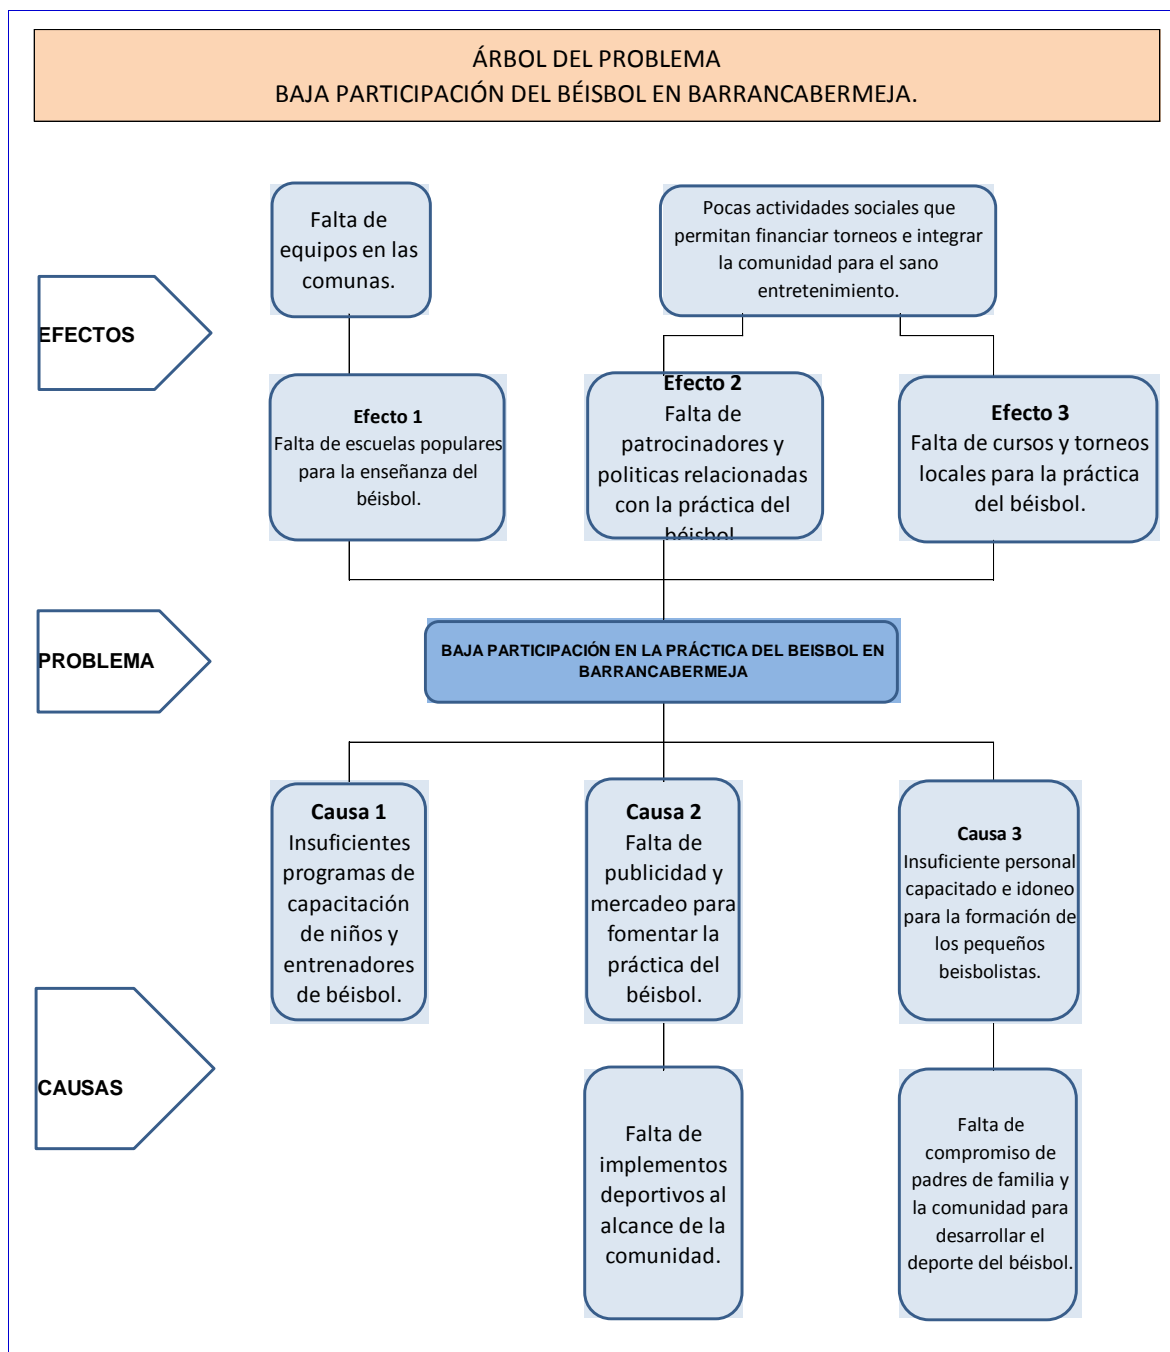 ÁRBOL DEL PROBLEMA
BAJA PARTICIPACIÓN DEL BÉISBOL EN BARRANCABERMEJA.
Falta de
equipos en las
comunas.
Pocas actividades sociales que
permitan financiar torneos e integrar
la comunidad para el sano
entretenimiento.
EFECTOS
Efecto 1
Falta de escuelas populares
para la enseñanza del
béisbol.
Efecto 2
Falta de
patrocinadores y
politicas relacionadas
con la práctica del
béisbol
Efecto 3
Falta de cursos y torneos
locales para la práctica
del béisbol.
PROBLEMA
BAJA PARTICIPACIÓN EN LA PRÁCTICA DEL BEISBOL EN
BARRANCABERMEJA
Causa 1
Insuficientes
programas de
capacitación
de niños y
entrenadores
de béisbol.
Causa 2
Falta de
publicidad y
mercadeo para
fomentar la
práctica del
béisbol.
Causa 3
Insuficiente personal
capacitado e idoneo
para la formación de
los pequeños
beisbolistas.
CAUSAS
Falta de
implementos
deportivos al
alcance de la
comunidad.
Falta de
compromiso de
padres de familia y
la comunidad para
desarrollar el
deporte del béisbol.